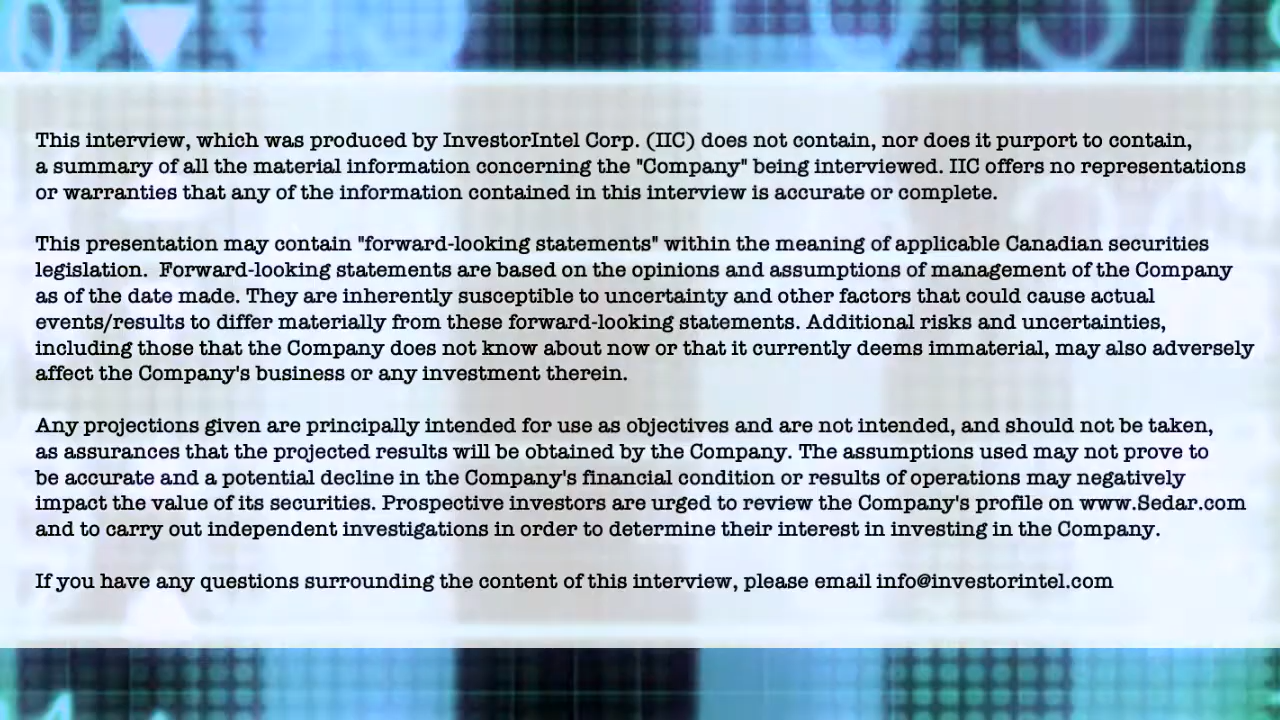 This interview, which was produced by InvestorIntel Corp. (IIC) does not contain, nor does it purport to contain,
a summary of all the material information concerning the "Company" being interviewed. IIC offers no representations
or warranties that any of the information contained in this interview is accurate or complete.
This presentation may contain "forward-looking statements" within the meaning of applicable Canadian securities
legislation.  Forward-looking statements are based on the opinions and assumptions of management of the Company
as of the date made. They are inherently susceptible to uncertainty and other factors that could cause actual
events/results to differ materially from these forward-looking statements. Additional risks and uncertainties,
including those that the Company does not know about now or that it currently deems immaterial, may also adversely
affect the Company's business or any investment therein.
Any projections given are principally intended for use as objectives and are not intended, and should not be taken,
as assurances that the projected results will be obtained by the Company. The assumptions used may not prove to
be accurate and a potential decline in the Company's financial condition or results of operations may negatively
impact the value of its securities. Prospective investors are urged to review the Company's profile on www.Sedar.com
and to carry out independent investigations in order to determine their interest in investing in the Company.
If you have any questions surrounding the content of this interview, please email info@investorintel.com